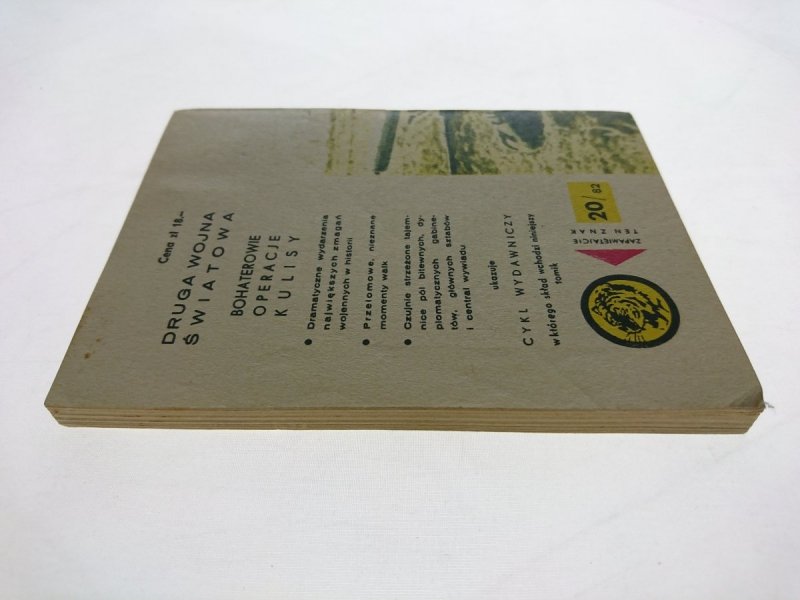 Cena zł 18,—
DRUGA WOJNA
ŚWIATOWA
BOHATEROWIE
OPERACJE
KULISY
● Dramatyczne wydarzenia
największych zmagań
wojennych w historii
● Przełomowe, nieznane
momenty walk
● Czujnie strzeżone tajem-
nice pól bitewnych, dy-
plomatycznych gabine-
tów, głównych sztabów
i central wywiadu
ukazuje
CYKL WYDAWNICZY
w którego skład wchodzi niniejszy
tomik
ZAPAMIĘTAJCIE
TEN ZNAK
20/82